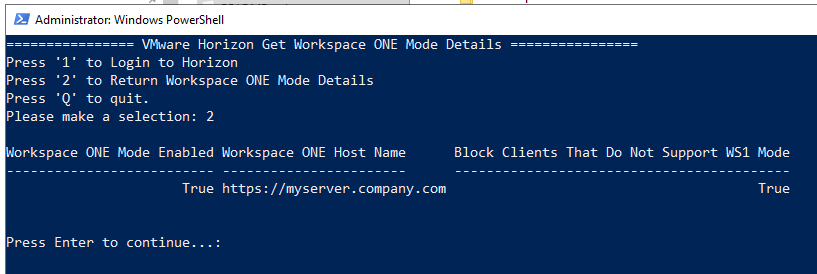 Administrator: Windows PowerShell
================ VMware Horizon Get Workspace ONE Mode Details ================
Press '1' to Login to Horizon
Press '2' to Return Workspace ONE Mode Details
Press 'Q' to quit.
Please make a selection: 2
Workspace ONE Mode Enabled Workspace ONE Host Name      Block Clients That Do Not Support WS1 Mode
-------------------------- -----------------------      ------------------------------------------
                      True https://myserver.company.com                                       True
Press Enter to continue...: